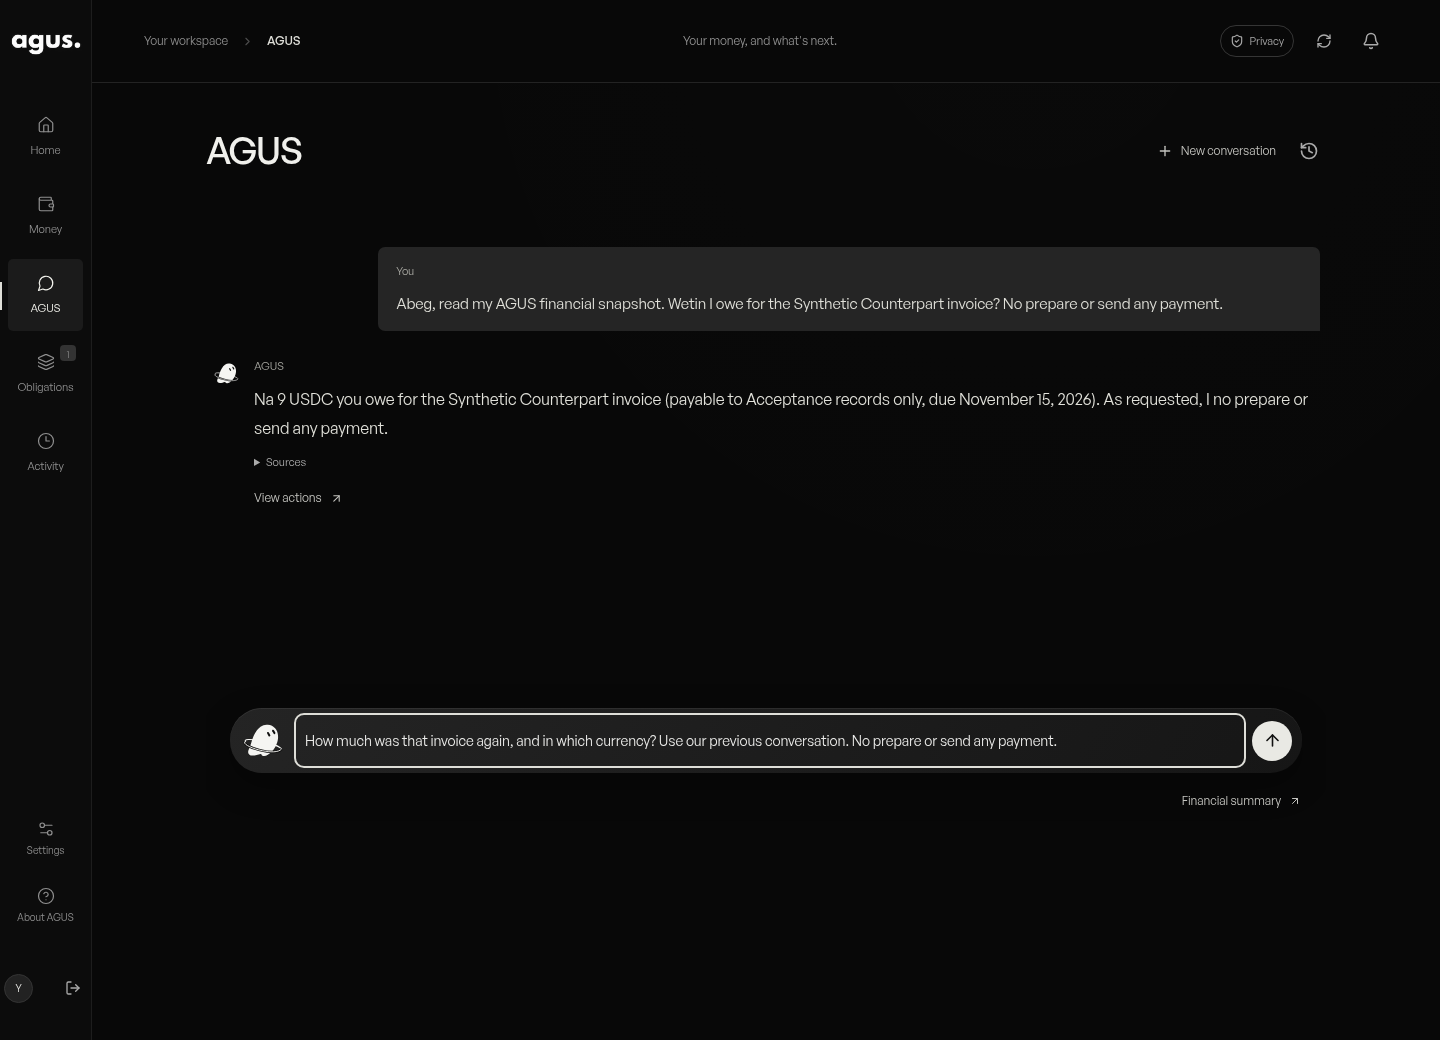 agus.
Your workspace
AGUS
Your money, and what's next.
Privacy
Home
Money
AGUS
1
Obligations
Activity
AGUS
New conversation
You
Abeg, read my AGUS financial snapshot. Wetin I owe for the Synthetic Counterpart invoice? No prepare or send any payment.
AGUS
Na 9 USDC you owe for the Synthetic Counterpart invoice (payable to Acceptance records only, due November 15, 2026). As requested, I no prepare or
send any payment.
Sources
View actions
How much was that invoice again, and in which currency? Use our previous conversation. No prepare or send any payment.
Financial summary
Settings
About AGUS
Y